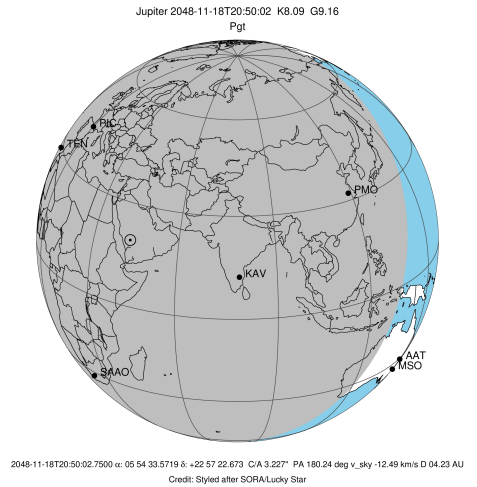 Jupiter 2048-11-18T20:50:02 K8.09 G9.16
Pgt
PIC
TEN
PMO
KAV
AAT
MSO
SAAO
2048-11-18T20:50:02.7500 α: 05 54 33.5719 δ: +22 57 22.673 C/A 3.227" PA 180.24 deg v_sky -12.49 km/s D 04.23 AU
Credit: Styled after SORA/Lucky Star